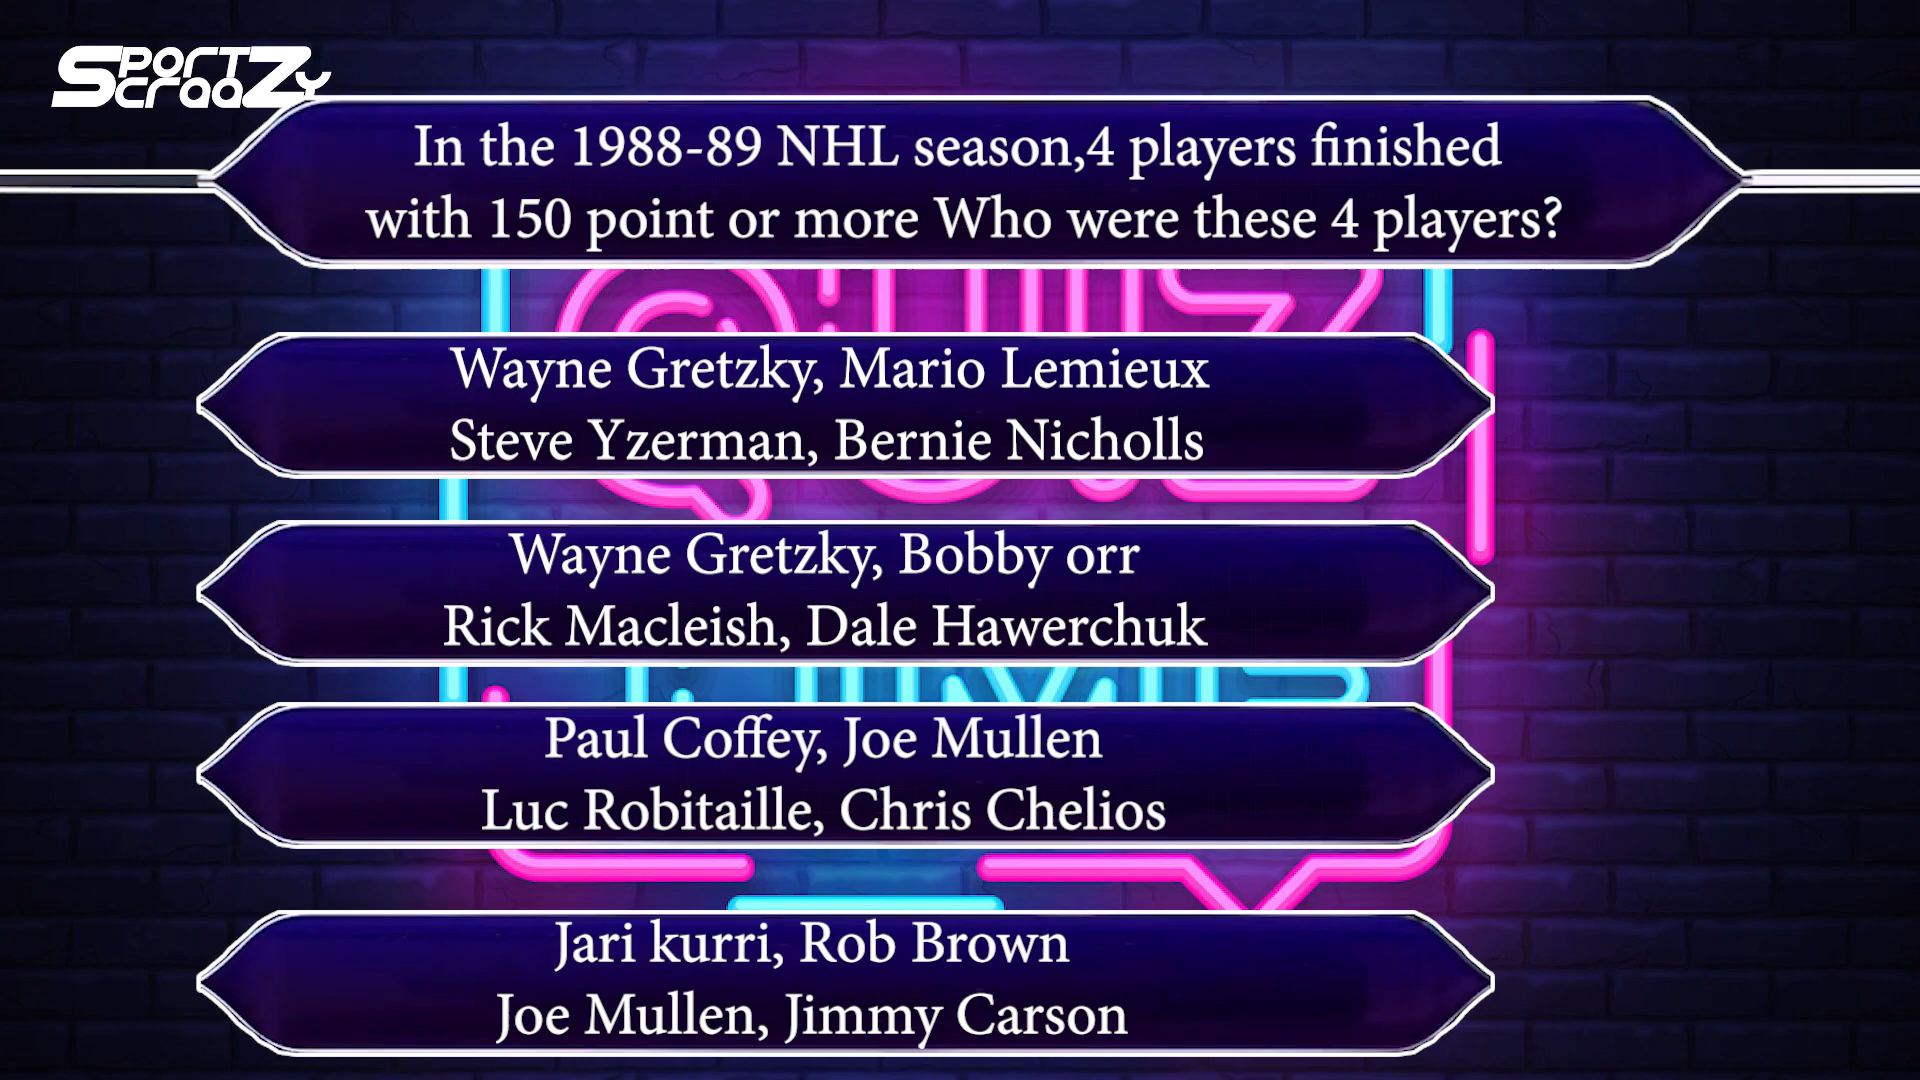 SportZy
Scraa
In the 1988-89 NHL season,4 players finished
with 150 point or more Who were these 4 players?
Wayne Gretzky, Mario Lemieux
Steve Yzerman, Bernie Nicholls
Wayne Gretzky, Bobby orr
Rick Macleish, Dale Hawerchuk
Paul Coffey, Joe Mullen
Luc Robitaille, Chris Chelios
Jari kurri, Rob Brown
Joe Mullen, Jimmy Carson